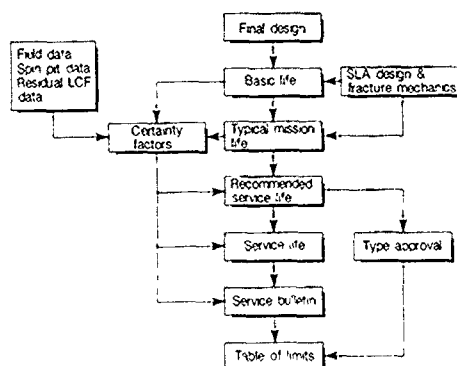 Final design
Field data
Spin pit data
Residual LCF
data
Basic life
SLA design &
fracture mechanics
Certainty
factors
Typical mission
life
Recommended
service life
Service life
Type approval
Service bulletin
Table of limits